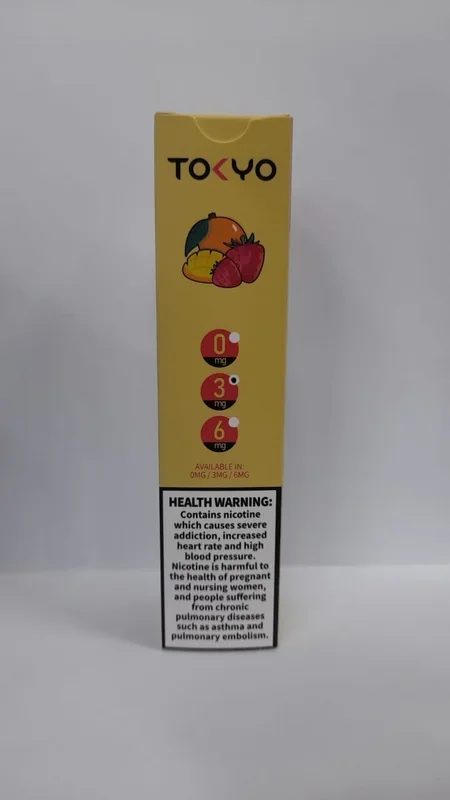 TOKYO
0
mg
3
mg
6
mg
AVAILABLE IN:
0MG / 3MG / 6MG
HEALTH WARNING:
Contains nicotine
which causes severe
addiction, increased
heart rate and high
blood pressure.
Nicotine is harmful to
the health of pregnant
and nursing women,
and people suffering
from chronic
pulmonary diseases
such as asthma and
pulmonary embolism.